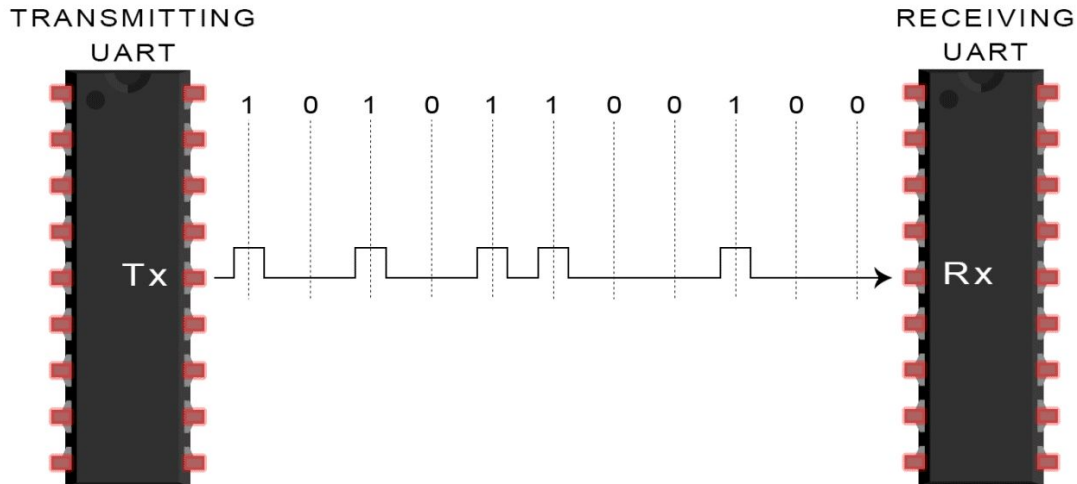 TRANSMITTING
UART
RECEIVING
UART
1 0 1 0 1 1 0 0 1 0 0
Tx
Rx